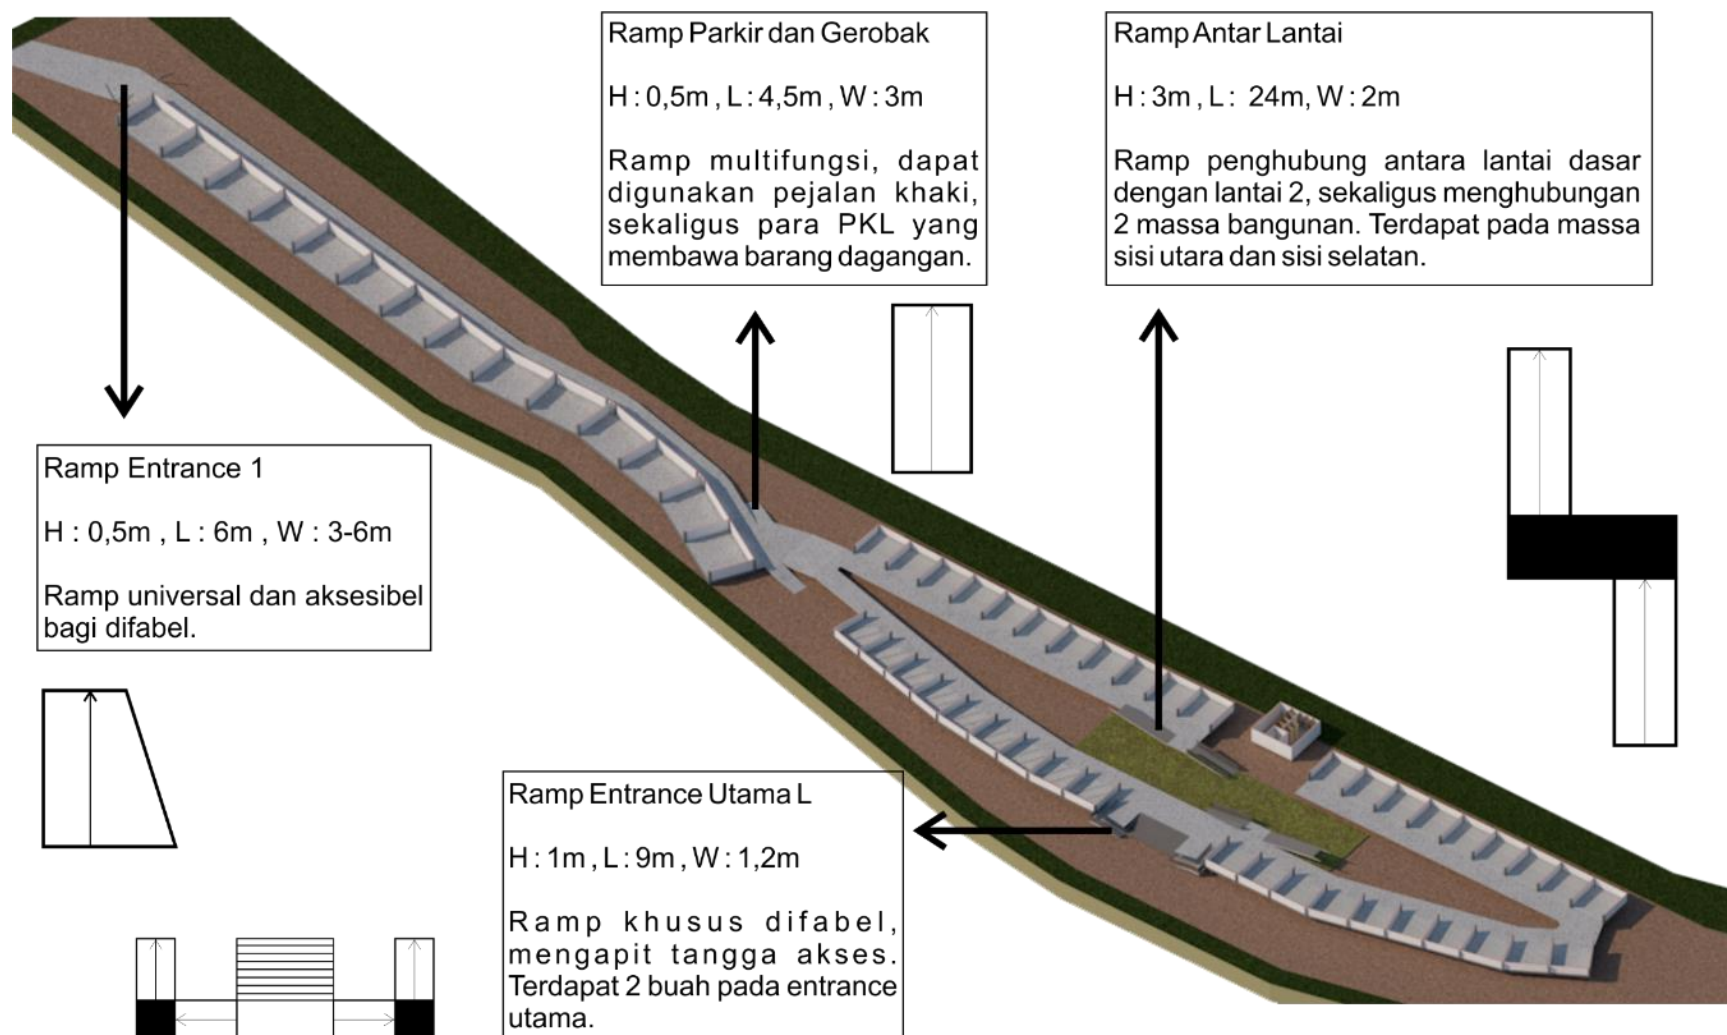 Ramp Parkir dan Gerobak
H : 0,5m , L : 4,5m , W : 3m
Ramp multifungsi, dapat
digunakan pejalan khaki,
sekaligus para PKL yang
membawa barang dagangan.
Ramp Antar Lantai
H : 3m , L : 24m, W : 2m
Ramp penghubung antara lantai dasar
dengan lantai 2, sekaligus menghubungan
2 massa bangunan. Terdapat pada massa
sisi utara dan sisi selatan.
Ramp Entrance 1
H : 0,5m , L : 6m , W : 3-6m
Ramp universal dan aksesibel
bagi difabel.
Ramp Entrance Utama L
H : 1m , L : 9m , W : 1,2m
Ramp khusus difabel,
mengapit tangga akses.
Terdapat 2 buah pada entrance
utama.